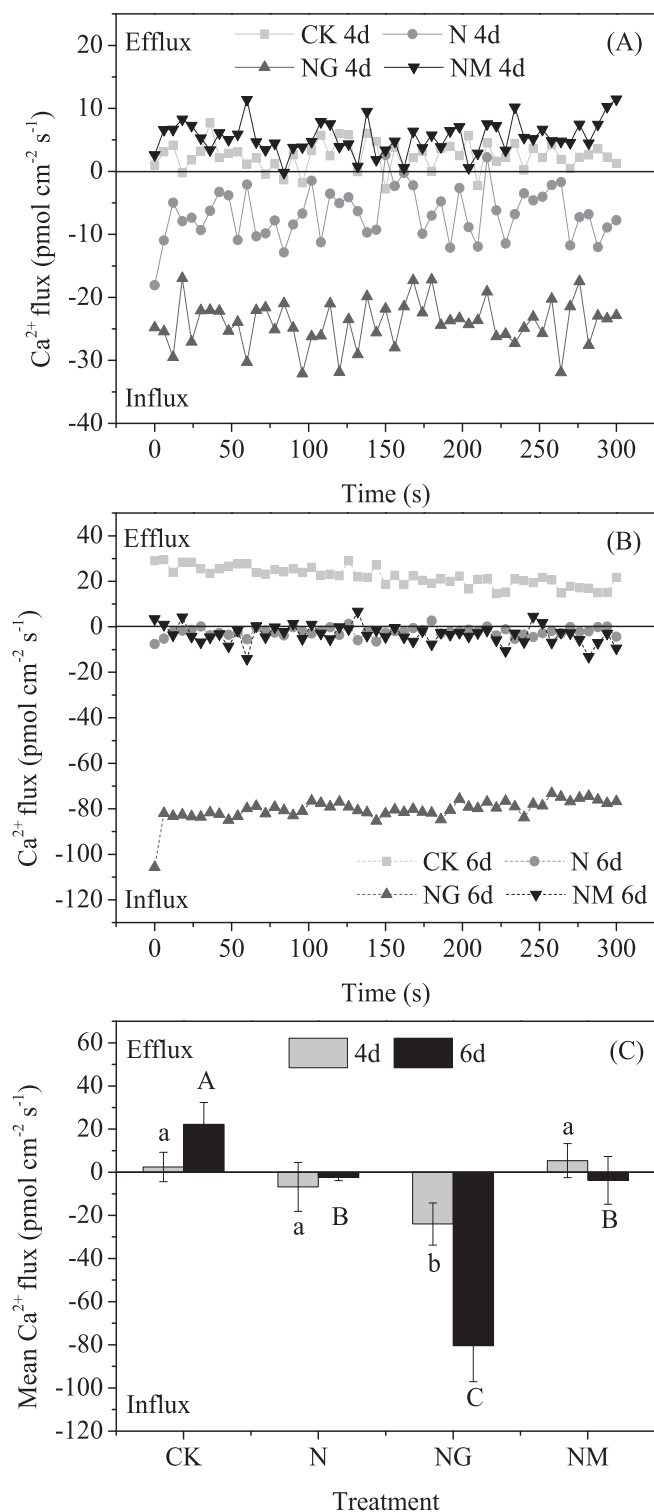 Efflux
CK 4d
N 4d
(A)
NG 4d
NM 4d
20
10
0
-10
-20
-30
-40
Ca²⁺ flux (pmol cm⁻² s⁻¹)
Influx
0
50
100
150
200
250
300
Time (s)
Efflux
(B)
40
20
0
-20
-40
-60
-80
-100
-120
Ca²⁺ flux (pmol cm⁻² s⁻¹)
CK 6d
N 6d
NG 6d
NM 6d
Influx
0
50
100
150
200
250
300
Time (s)
Efflux
4d
6d
(C)
60
40
20
0
-20
-40
-60
-80
-100
-120
Mean Ca²⁺ flux (pmol cm⁻² s⁻¹)
a
A
a
B
b
C
a
B
Influx
CK
N
NG
NM
Treatment